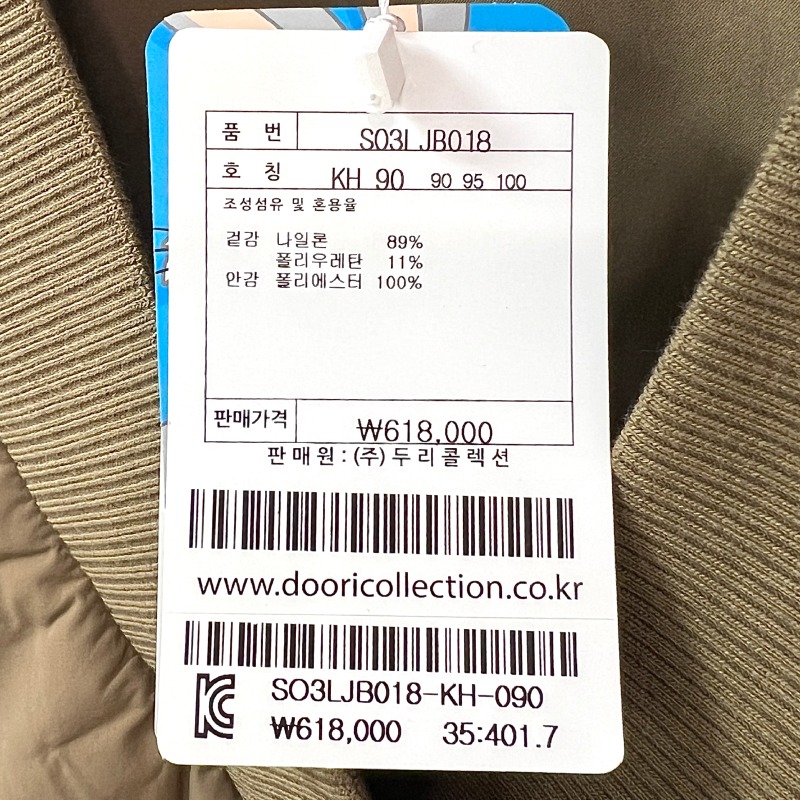 품 번 SO3LJB018
호 칭 KH 90 90 95 100
조성섬유 및 혼용율
겉감 나일론 89%
폴리우레탄 11%
안감 폴리에스터 100%
판매가격 ₩618,000
판매원 : (주)두리콜렉션
www.dooricollection.co.kr
SO3LJB018-KH-090
₩618,000 35:401.7